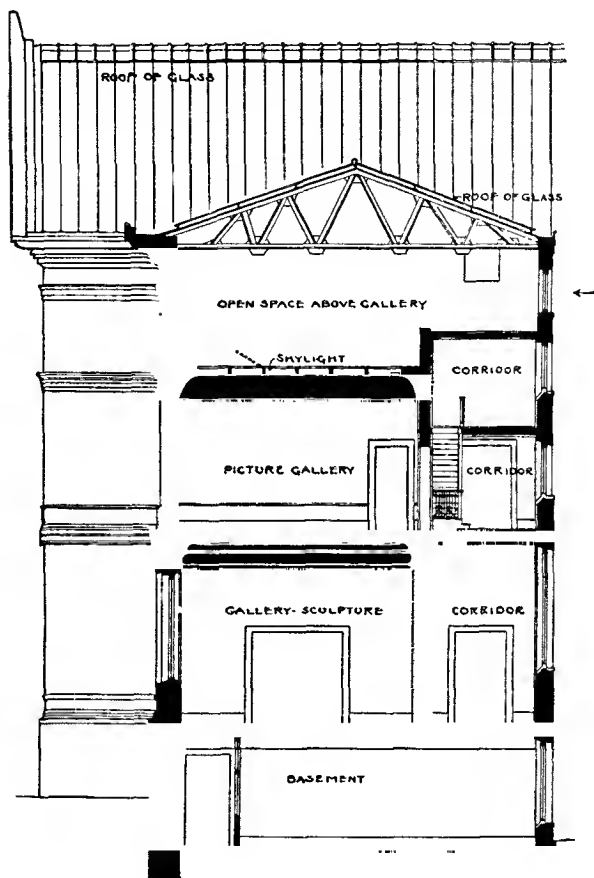 ROOF OF GLASS
ROOF OF GLASS
OPEN SPACE ABOVE GALLERY
SKYLIGHT
CORRIDOR
PICTURE GALLERY
CORRIDOR
GALLERY-SCULPTURE
CORRIDOR
BASEMENT